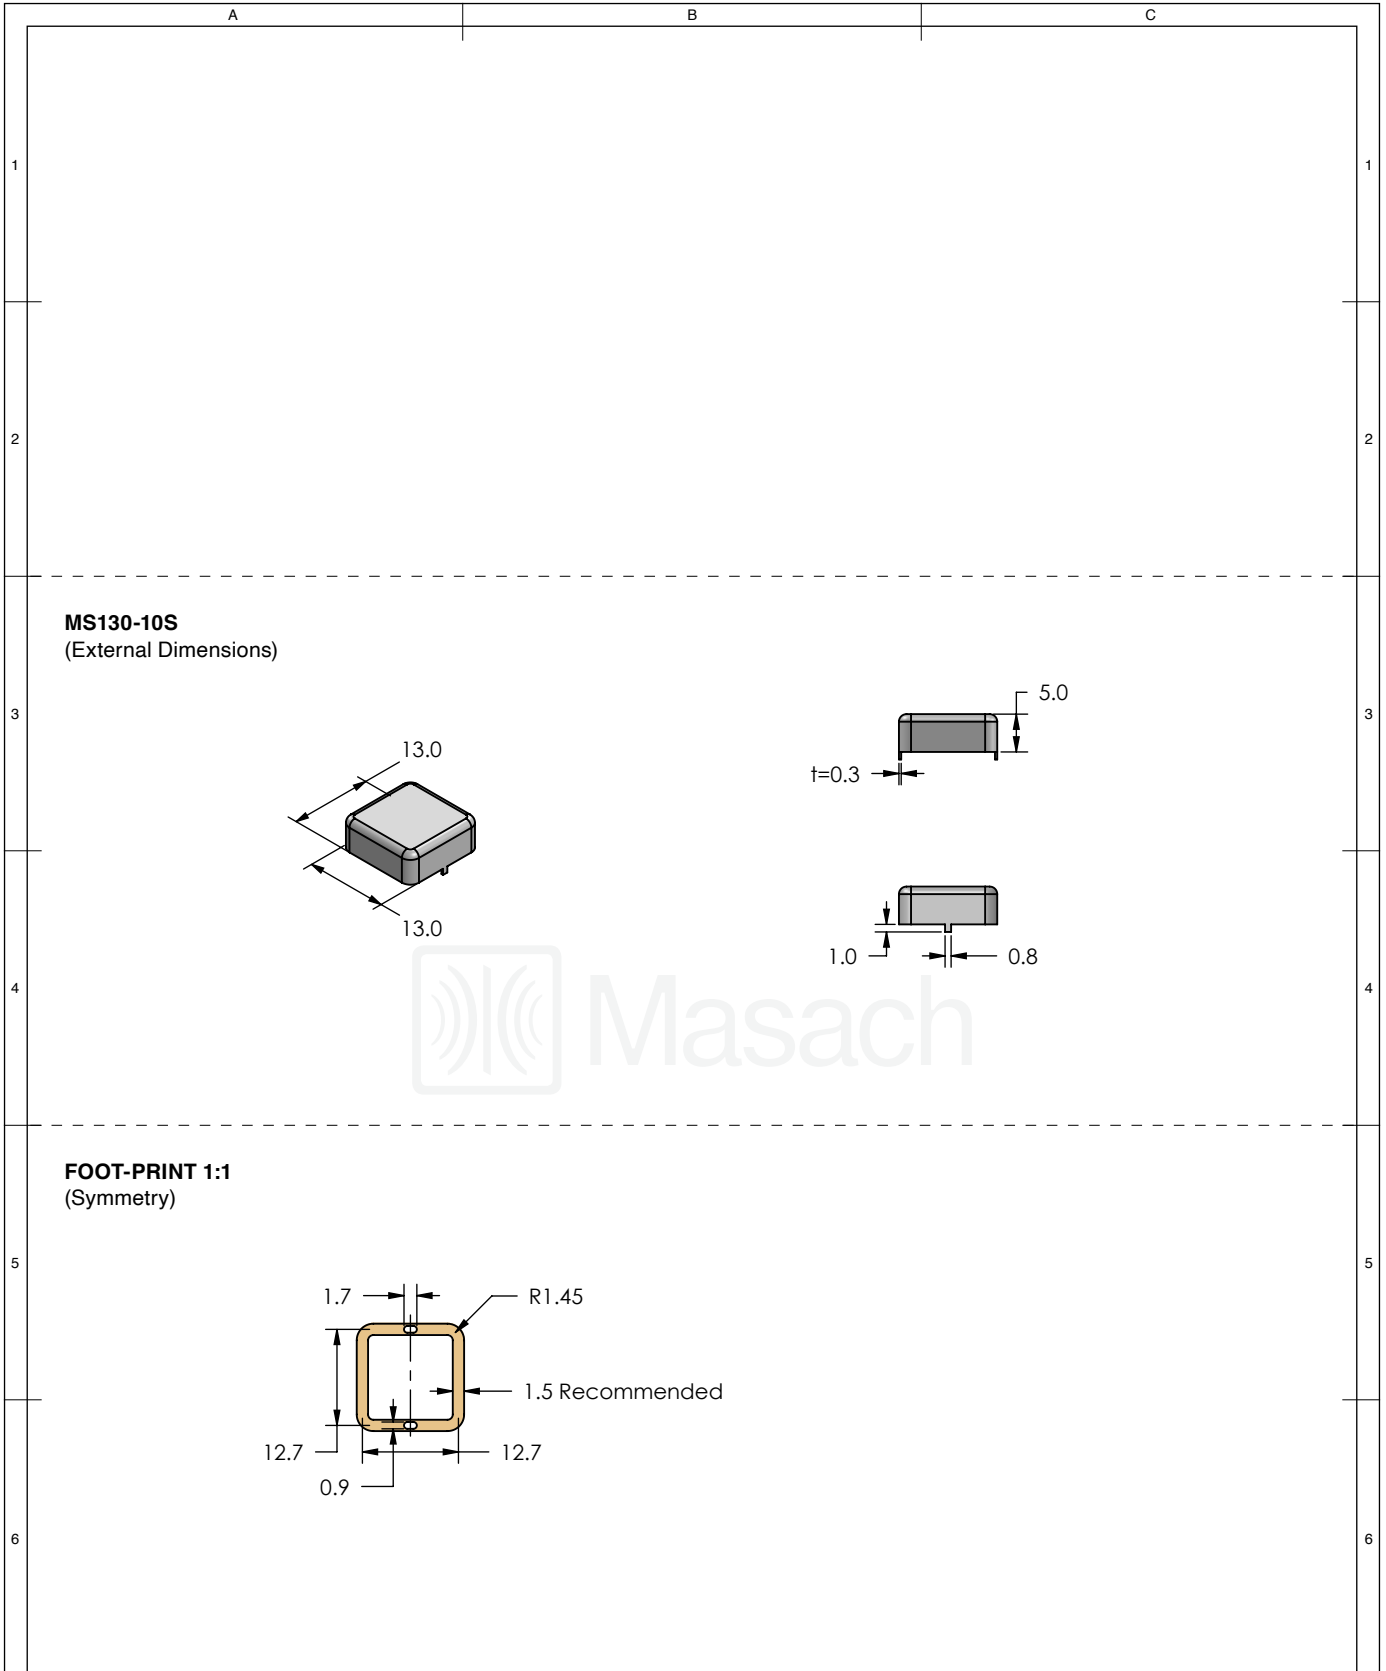 A B C
1 1
2 2
MS130-10S
(External Dimensions)
5.0
3 3
13.0
t=0.3
13.0
1.0 0.8
4 4
Masach
FOOT-PRINT 1:1
(Symmetry)
5 5
1.7 R1.45
1.5 Recommended
12.7 12.7
0.9
6 6